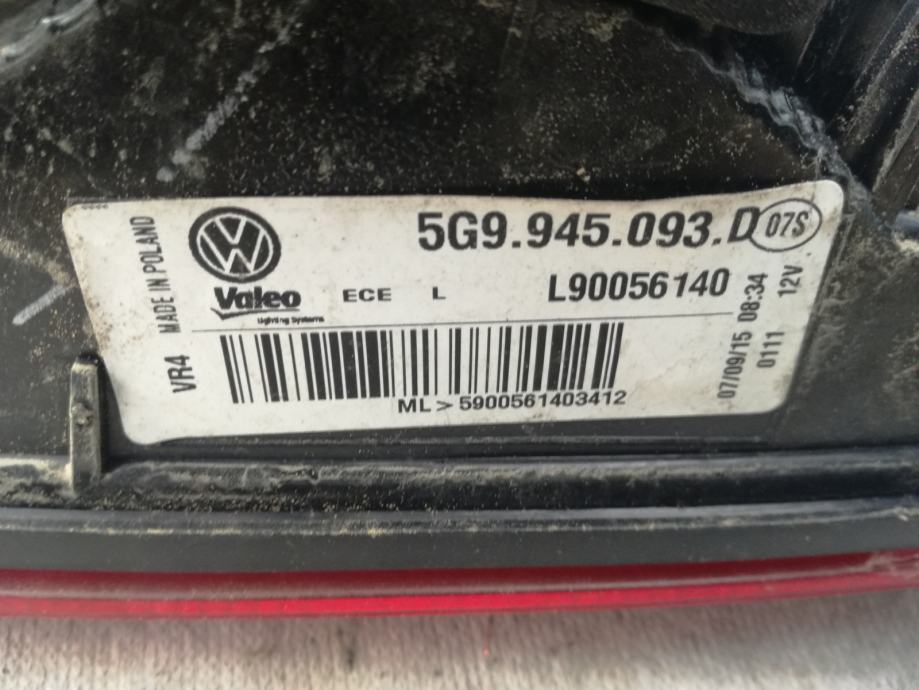 5G9.945.093.D 07S
VW
Valeo
Lighting Systems
ECE L L90056140
ML>5900561403412
MADE IN POLAND
VR4
07/09/15 08:34
0111 12V